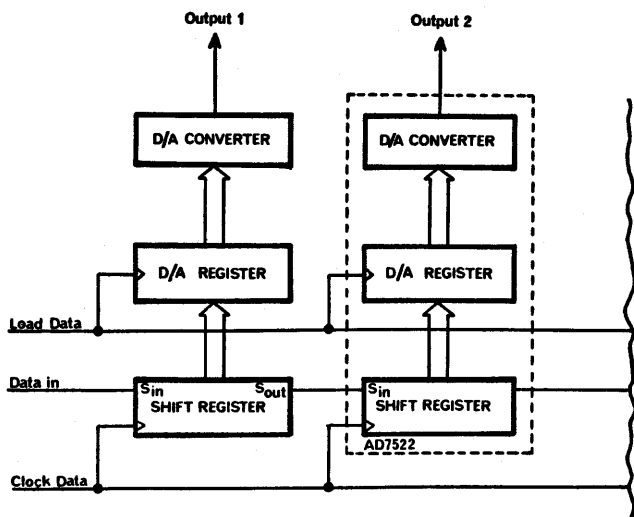 Output 1 Output 2
D/A CONVERTER D/A CONVERTER
D/A REGISTER D/A REGISTER
Load Data
Data in Sin Sout Sin
SHIFT REGISTER SHIFT REGISTER
AD7522
Clock Data